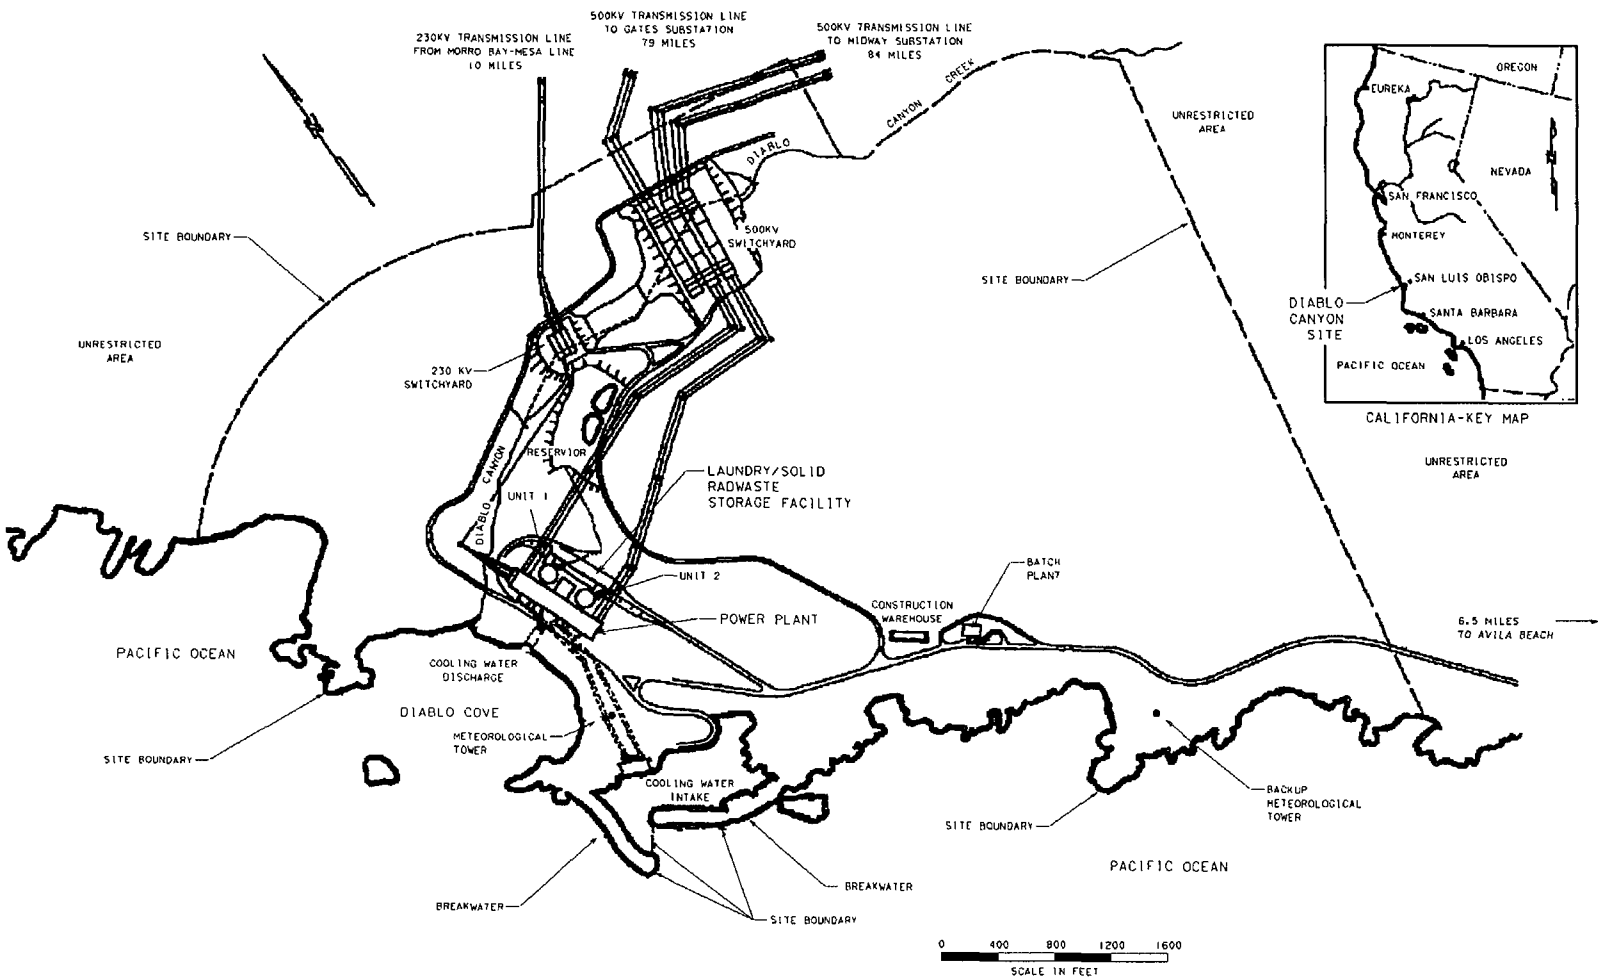 500KV TRANSMISSION LINE
TO GATES SUBSTATION
79 MILES
230KV TRANSMISSION LINE
FROM MORRO BAY-MESA LINE
10 MILES
500KV TRANSMISSION LINE
TO MIDWAY SUBSTATION
84 MILES
DIABLO CANYON CREEK
UNRESTRICTED
AREA
OREGON
EUREKA
NEVADA
SAN FRANCISCO
MONTEREY
SAN LUIS OBISPO
DIABLO
CANYON
SITE
SANTA BARBARA
LOS ANGELES
PACIFIC OCEAN
CALIFORNIA-KEY MAP
N
N
SITE BOUNDARY
500KV
SWITCHYARD
SITE BOUNDARY
UNRESTRICTED
AREA
230 KV
SWITCHYARD
RESERVIOR
DIABLO CANYON
UNIT 1
LAUNDRY/SOLID
RADWASTE
STORAGE FACILITY
UNRESTRICTED
AREA
UNIT 2
BATCH
PLANT
POWER PLANT
CONSTRUCTION
WAREHOUSE
6.5 MILES
TO AVILA BEACH
PACIFIC OCEAN
COOLING WATER
DISCHARGE
DIABLO COVE
METEOROLOGICAL
TOWER
SITE BOUNDARY
COOLING WATER
INTAKE
BACKUP
METEOROLOGICAL
TOWER
SITE BOUNDARY
PACIFIC OCEAN
BREAKWATER
BREAKWATER
SITE BOUNDARY
0 400 800 1200 1600
SCALE IN FEET